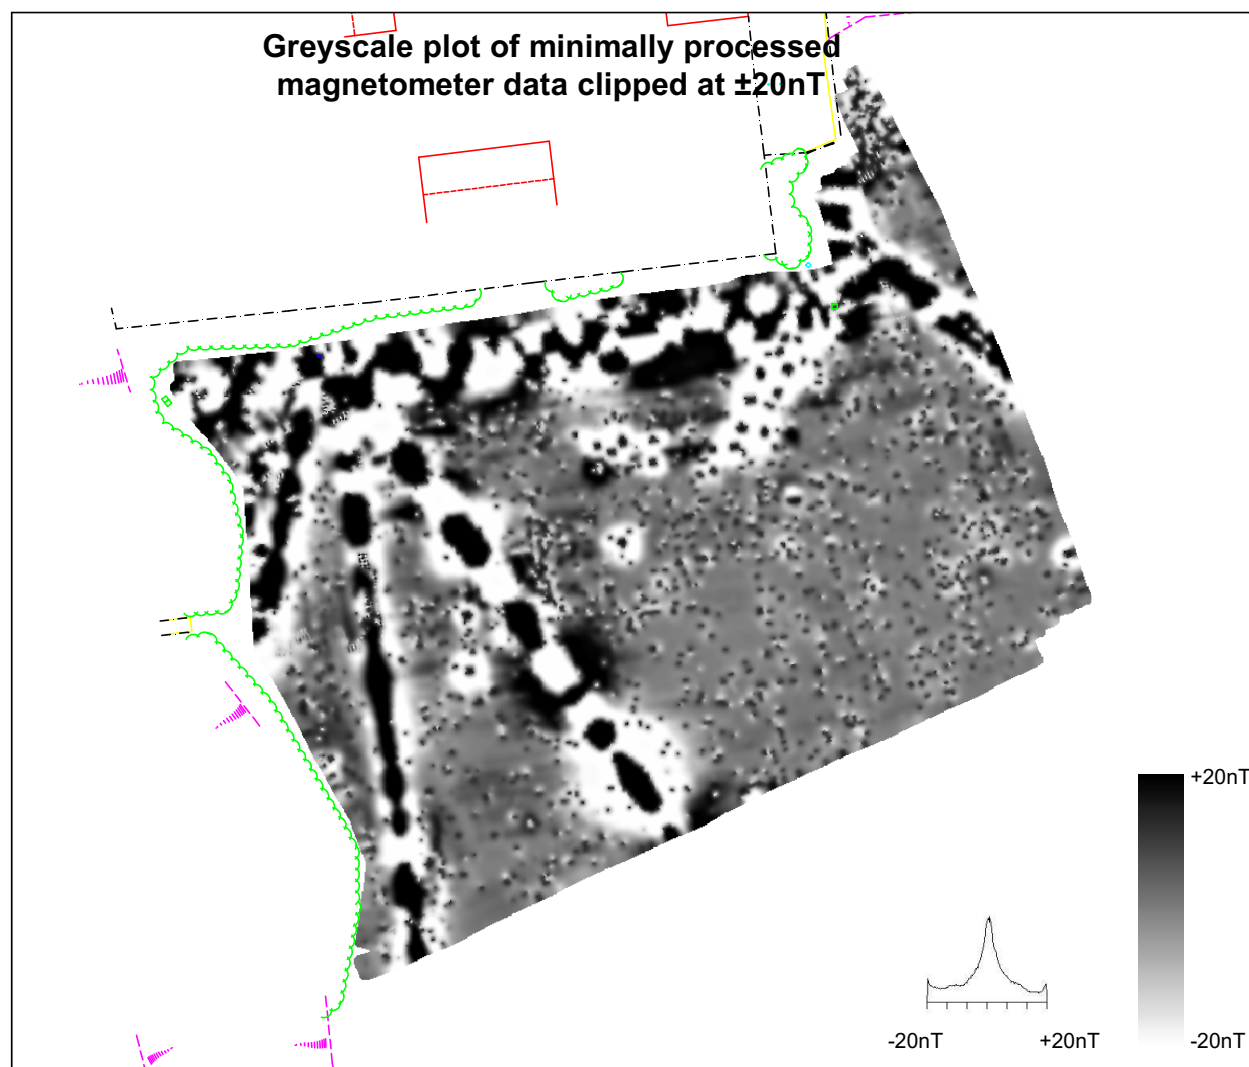 Greyscale plot of minimally processed
magnetometer data clipped at ±20nT
+20nT
-20nT
+20nT
-20nT